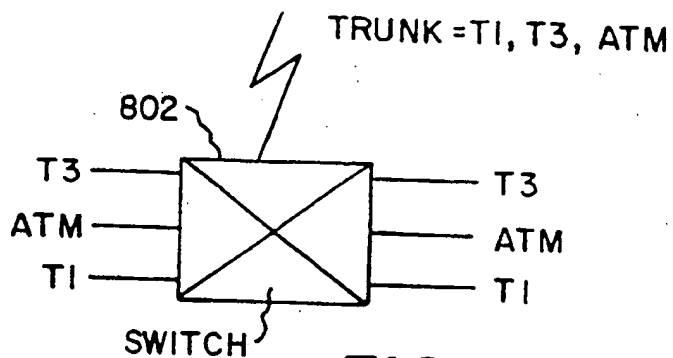 TRUNK = T1, T3, ATM
802
T3
T3
ATM
ATM
T1
T1
SWITCH